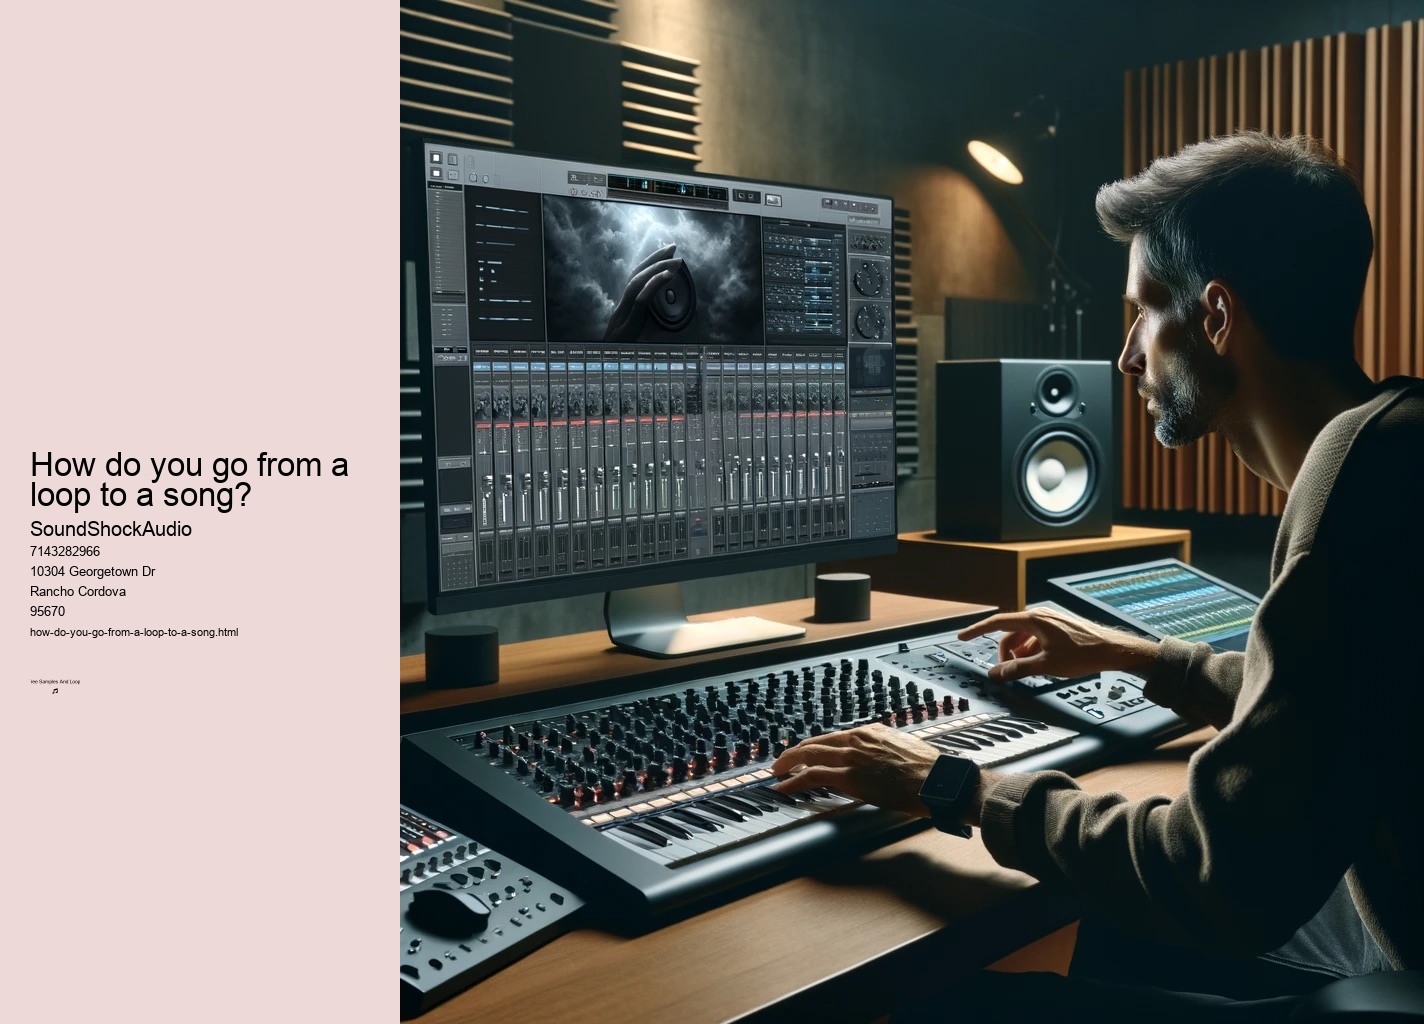 How do you go from a
loop to a song?
SoundShockAudio
7143282966
10304 Georgetown Dr
Rancho Cordova
95670
how-do-you-go-from-a-loop-to-a-song.html
ree Samples And Loop